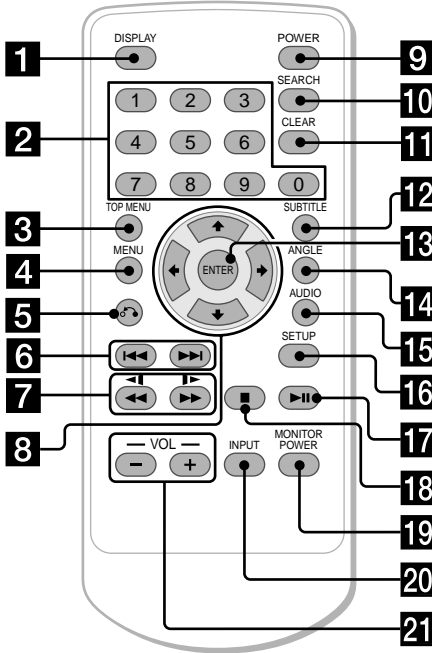 DISPLAY
POWER
1
9
SEARCH
1 2 3
10
CLEAR
2
4 5 6
11
7 8 9 0
TOP MENU
SUBTITLE
12
3
13
MENU
ENTER
ANGLE
4
14
AUDIO
5
15
SETUP
6
16
7
17
8
VOL
INPUT
MONITOR
POWER
18
− +
19
20
21